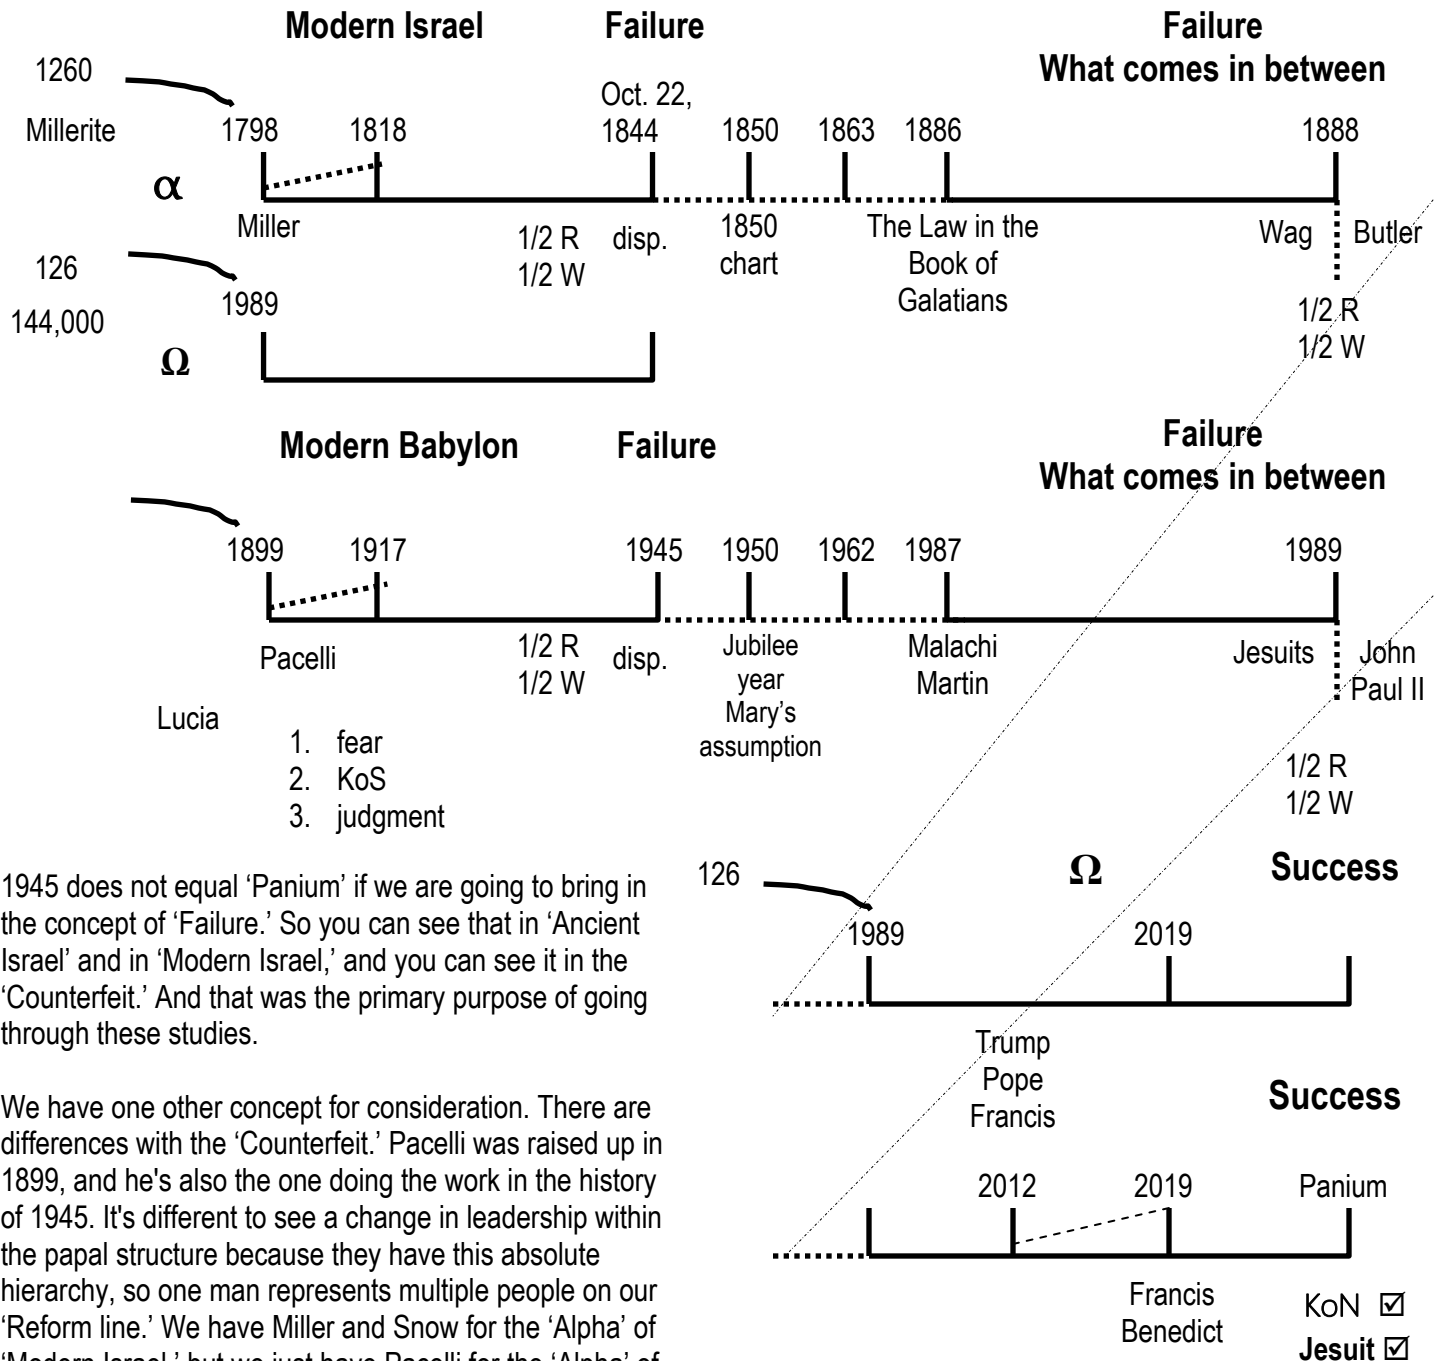 Modern Israel Failure Failure
What comes in between
1260
Oct. 22,
Millerite 1798 1818 1844 1850 1863 1886 1888
α
Miller 1/2 R disp. 1850 The Law in the Wag Butler
1/2 W chart Book of
Galatians
126
1989
144,000
1/2 R
1/2 W
Ω
Modern Babylon Failure Failure
What comes in between
1899 1917 1945 1950 1962 1987 1989
Pacelli 1/2 R disp. Jubilee Malachi Jesuits John
1/2 W year Martin Paul II
Mary’s
assumption
Lucia
1. fear
2. KoS
3. judgment
1/2 R
1/2 W
126 Ω Success
1989 2019
Trump
Pope
Francis
Success
2012 2019 Panium
Francis
Benedict
KoN ☑
Jesuit ☑
1945 does not equal ‘Panium’ if we are going to bring in
the concept of ‘Failure.’ So you can see that in ‘Ancient
Israel’ and in ‘Modern Israel,’ and you can see it in the
‘Counterfeit.’ And that was the primary purpose of going
through these studies.
We have one other concept for consideration. There are
differences with the ‘Counterfeit.’ Pacelli was raised up in
1899, and he's also the one doing the work in the history
of 1945. It's different to see a change in leadership within
the papal structure because they have this absolute
hierarchy, so one man represents multiple people on our
‘Reform line.’ We have Miller and Snow for the ‘Alpha’ of
‘Modern Israel,’ but we just have Pacelli for the ‘Alpha’ of